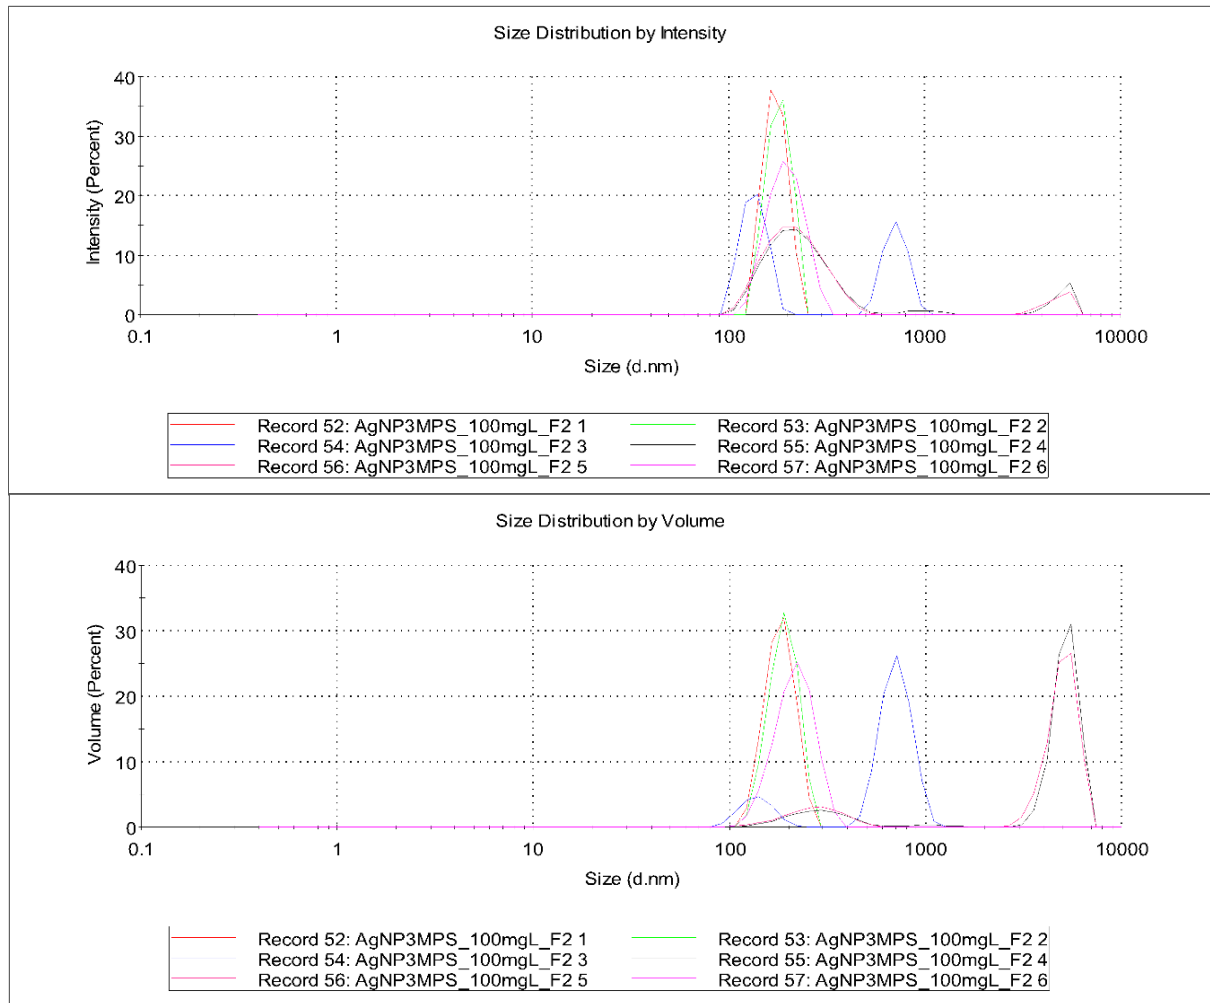 Size Distribution by Intensity
40
30
20
10
0
Intensity (Percent)
0.1 1 10 100 1000 10000
Size (d.nm)
Record 52: AgNP3MPS_100mgL_F2 1 Record 53: AgNP3MPS_100mgL_F2 2
Record 54: AgNP3MPS_100mgL_F2 3 Record 55: AgNP3MPS_100mgL_F2 4
Record 56: AgNP3MPS_100mgL_F2 5 Record 57: AgNP3MPS_100mgL_F2 6
Size Distribution by Volume
40
30
20
10
0
Volume (Percent)
0.1 1 10 100 1000 10000
Size (d.nm)
Record 52: AgNP3MPS_100mgL_F2 1 Record 53: AgNP3MPS_100mgL_F2 2
Record 54: AgNP3MPS_100mgL_F2 3 Record 55: AgNP3MPS_100mgL_F2 4
Record 56: AgNP3MPS_100mgL_F2 5 Record 57: AgNP3MPS_100mgL_F2 6